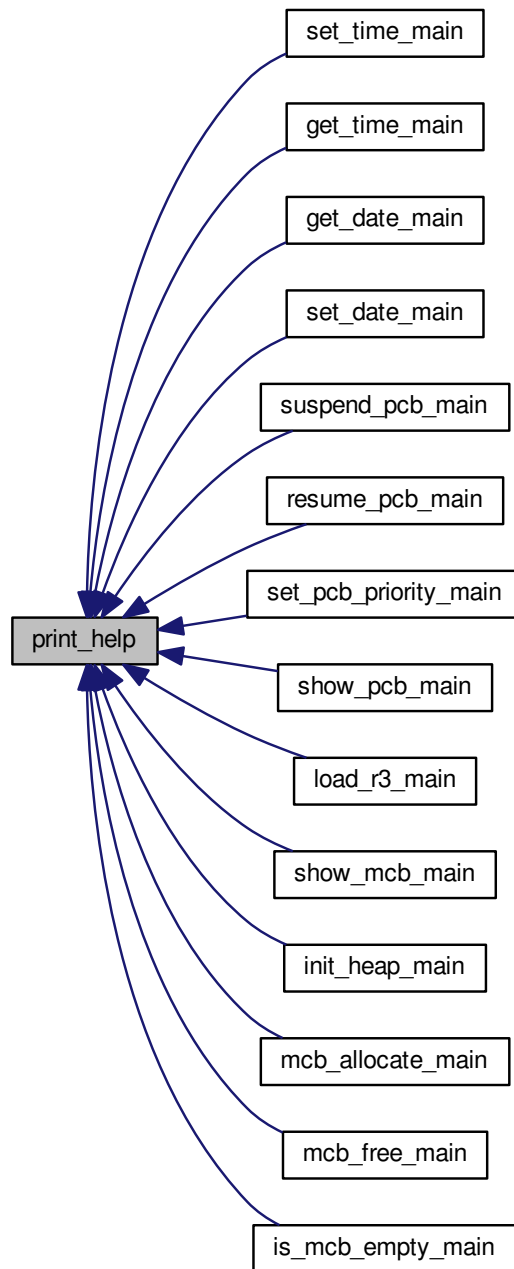 set_time_main
get_time_main
get_date_main
set_date_main
suspend_pcb_main
resume_pcb_main
set_pcb_priority_main
print_help
show_pcb_main
load_r3_main
show_mcb_main
init_heap_main
mcb_allocate_main
mcb_free_main
is_mcb_empty_main